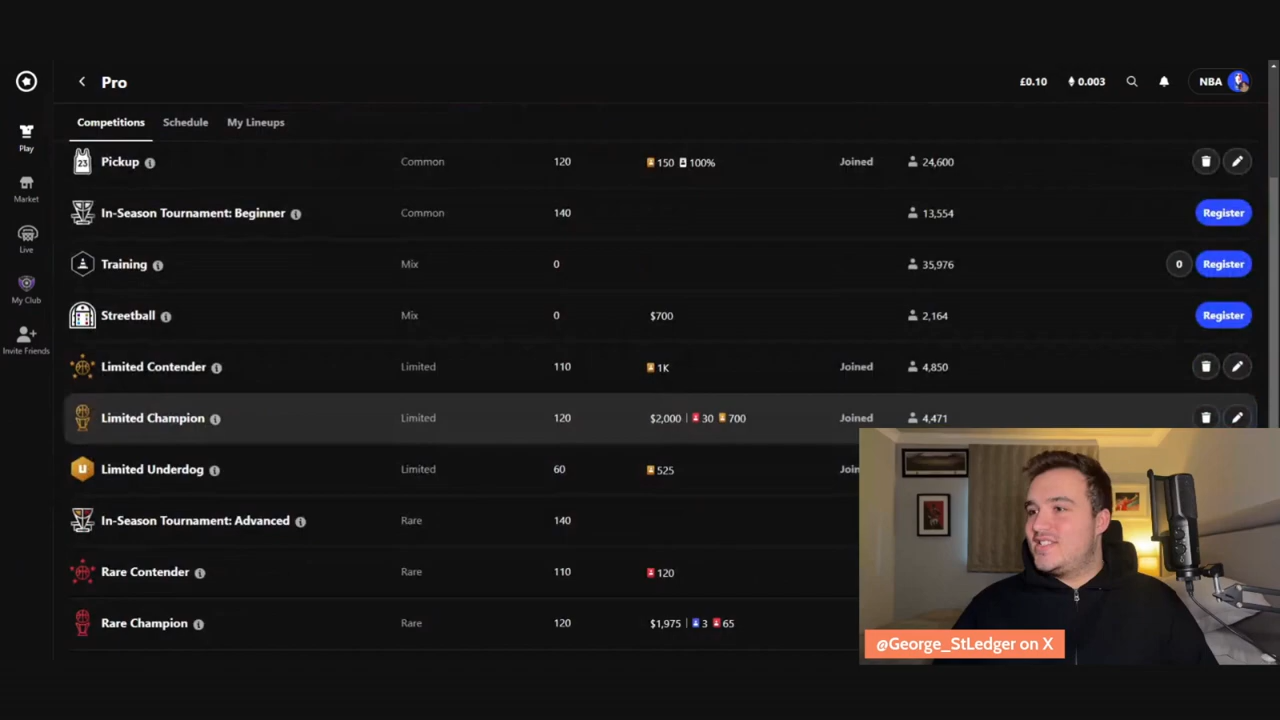 Pro
£0.10 0.003 NBA
Competitions Schedule My Lineups
Play
Market
Live
My Club
Invite Friends
23 Pickup Common 120 150 100% Joined 24,600
In-Season Tournament: Beginner Common 140 13,554 Register
Training Mix 0 35,976 0 Register
Streetball Mix 0 $700 2,164 Register
Limited Contender Limited 110 1K Joined 4,850
Limited Champion Limited 120 $2,000 | 30 700 Joined 4,471
U Limited Underdog Limited 60 525
In-Season Tournament: Advanced Rare 140
Rare Contender Rare 110 120
Rare Champion Rare 120 $1,975 | 3 65
@George_StLedger on X